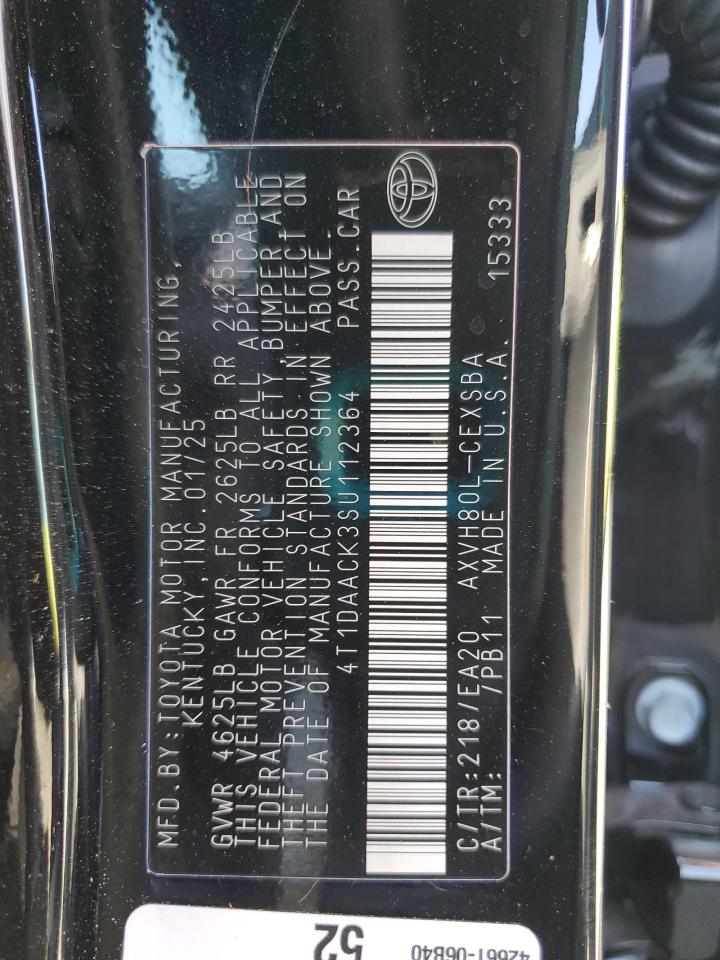 MFD.BY:TOYOTA MOTOR MANUFACTURING,
KENTUCKY,INC.01/25
GVWR 4625LB GAWR FR 2625LB RR 2425LB
THIS VEHICLE CONFORMS TO ALL APPLICABLE
FEDERAL MOTOR VEHICLE SAFETY,BUMPER AND
THEFT PREVENTION STANDARDS IN EFFECT ON
THE DATE OF MANUFACTURE SHOWN ABOVE.
4T1DAACK3SU112364 PASS.CAR
C/TR:218/EA20 AXVH80L-CEXSBA 15333
A/TM: 7PB11 MADE IN U.S.A.
52
42661-06B40